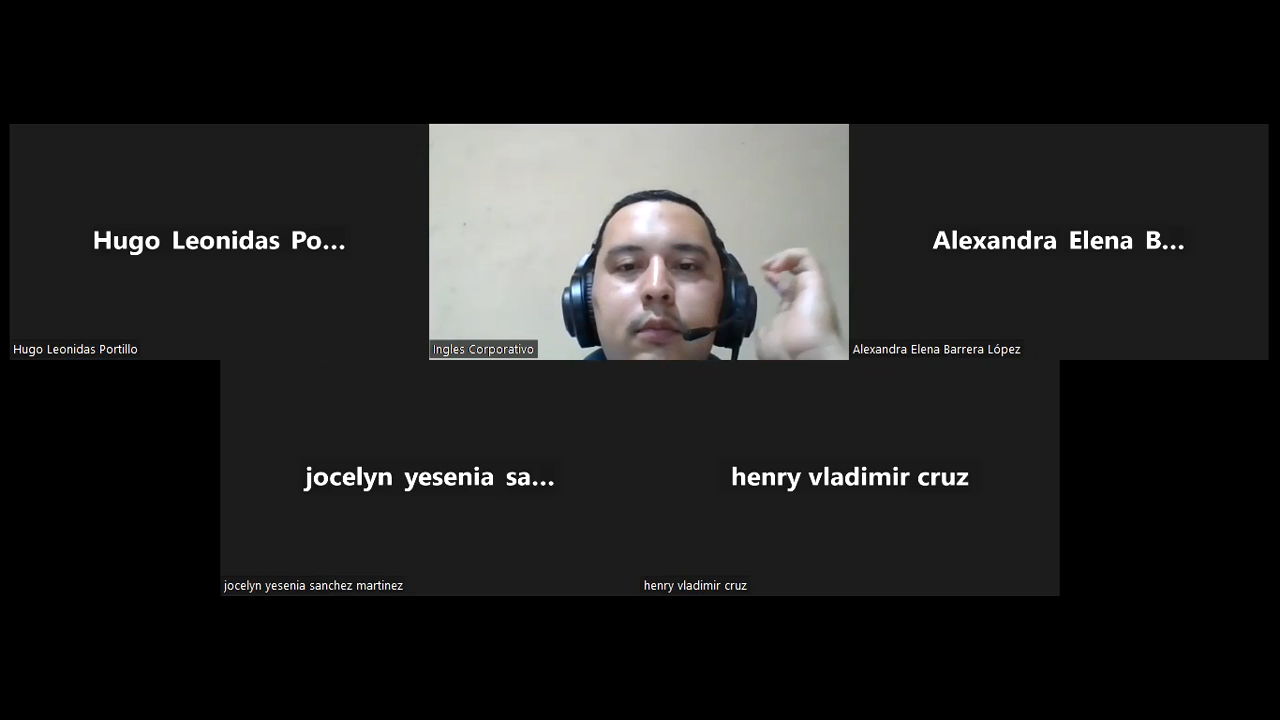 Hugo Leonidas Po...
Alexandra Elena B...
Hugo Leonidas Portillo
Ingles Corporativo
Alexandra Elena Barrera López
jocelyn yesenia sa...
henry vladimir cruz
jocelyn yesenia sanchez martinez
henry vladimir cruz